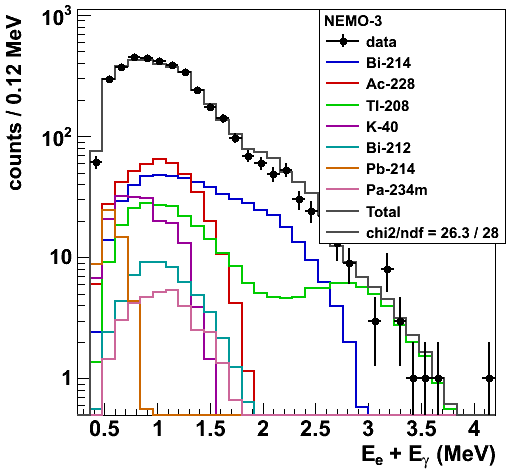 counts / 0.12 MeV
10³
10²
10
1
NEMO-3
data
Bi-214
Ac-228
Tl-208
K-40
Bi-212
Pb-214
Pa-234m
Total
chi2/ndf = 26.3 / 28
0.5 1 1.5 2 2.5 3 3.5 4
E_e + E_γ (MeV)